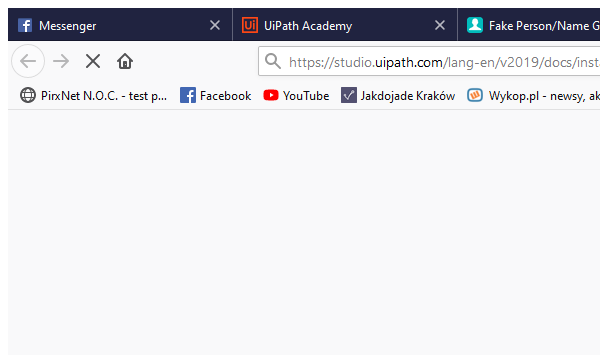 Messenger UiPath Academy Fake Person/Name G
https://studio.uipath.com/lang-en/v2019/docs/inst
PirxNet N.O.C. - test p... Facebook YouTube Jakdojade Kraków Wykop.pl - newsy, ak